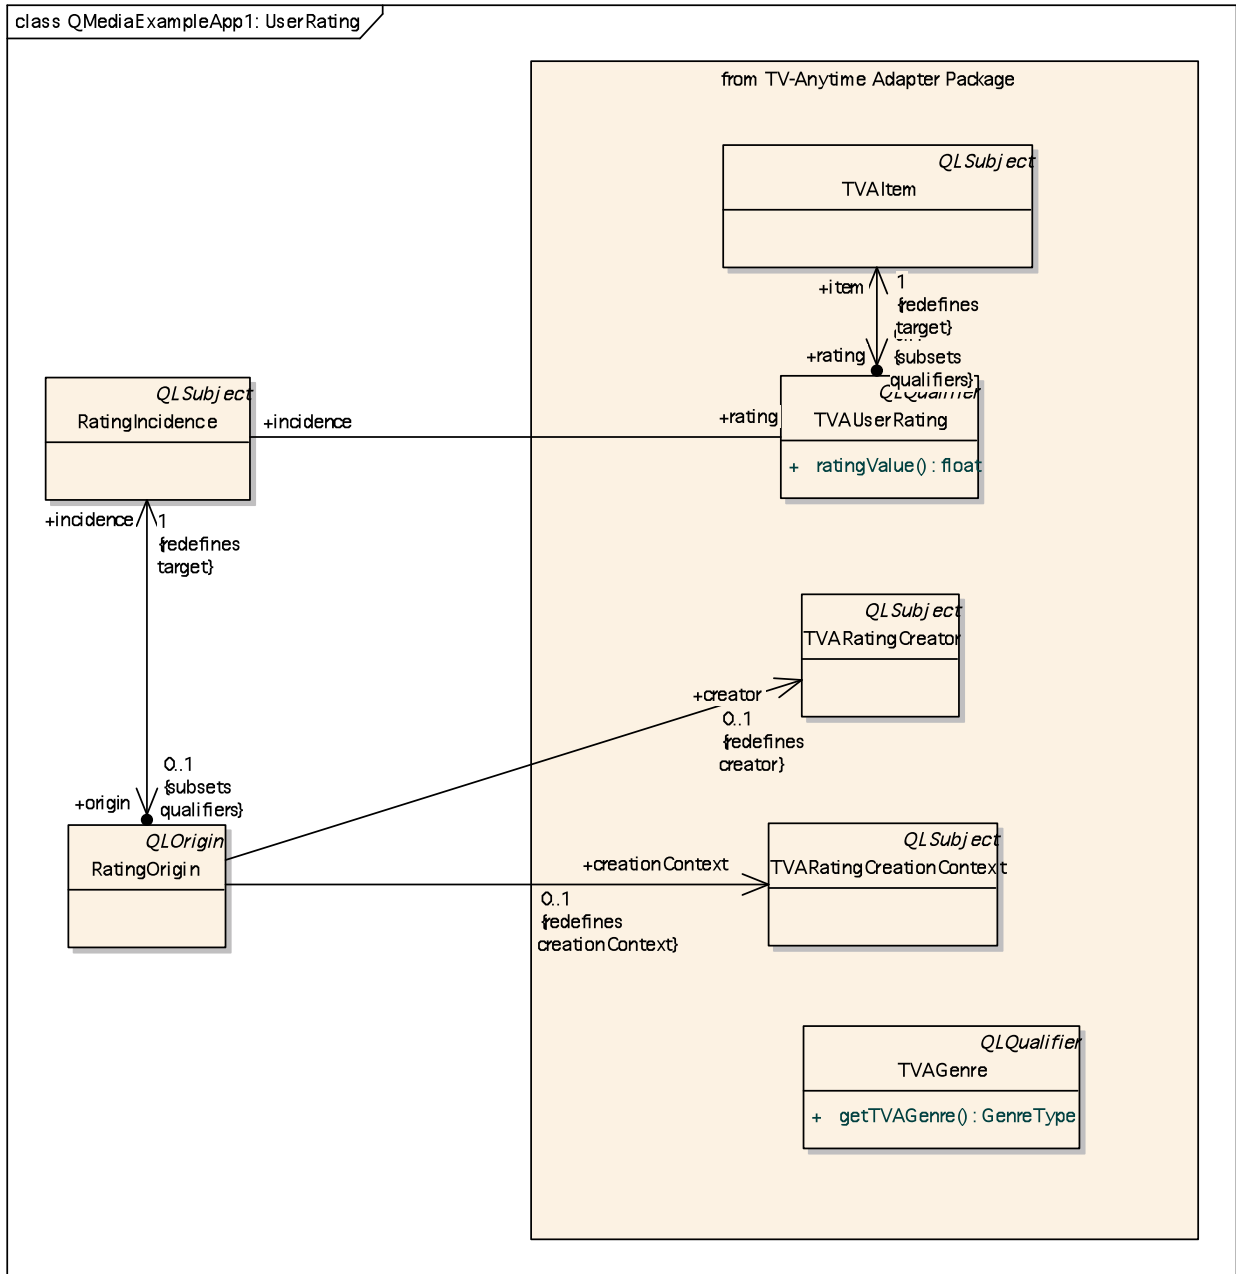 class QMediaExampleApp1: UserRating
from TV-Anytime Adapter Package
QLSubject
TVAItem
+item
1
{redefines
target}
+rating
{subsets
qualifiers}
QLQualifier
TVAUserRating
+ ratingValue() : float
QLSubject
RatingIncidence
+incidence
+rating
+incidence
1
{redefines
target}
QLSubject
TVARatingCreator
+creator
0..1
{redefines
creator}
0..1
{subsets
qualifiers}
+origin
QLOrigin
RatingOrigin
+creationContext
0..1
{redefines
creationContext}
QLSubject
TVARatingCreationContext
QLQualifier
TVAGenre
+ getTVAGenre() : GenreType